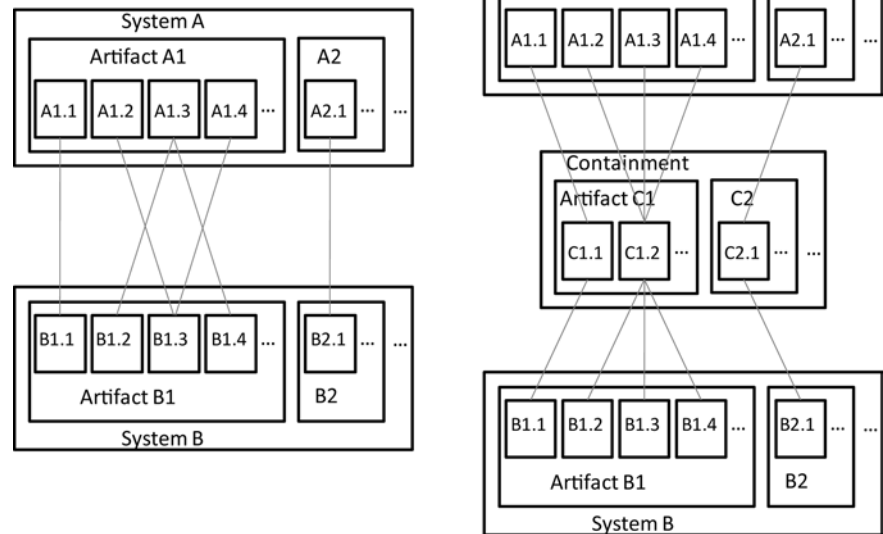 System A
Artifact A1
A2
A1.1 A1.2 A1.3 A1.4 ...
A2.1 ... ...
B1.1 B1.2 B1.3 B1.4 ...
B2.1 ... ...
Artifact B1
B2
System B
A1.1 A1.2 A1.3 A1.4 ...
A2.1 ... ...
Containment
Artifact C1
C2
C1.1 C1.2 ...
C2.1 ... ...
B1.1 B1.2 B1.3 B1.4 ...
B2.1 ... ...
Artifact B1
B2
System B